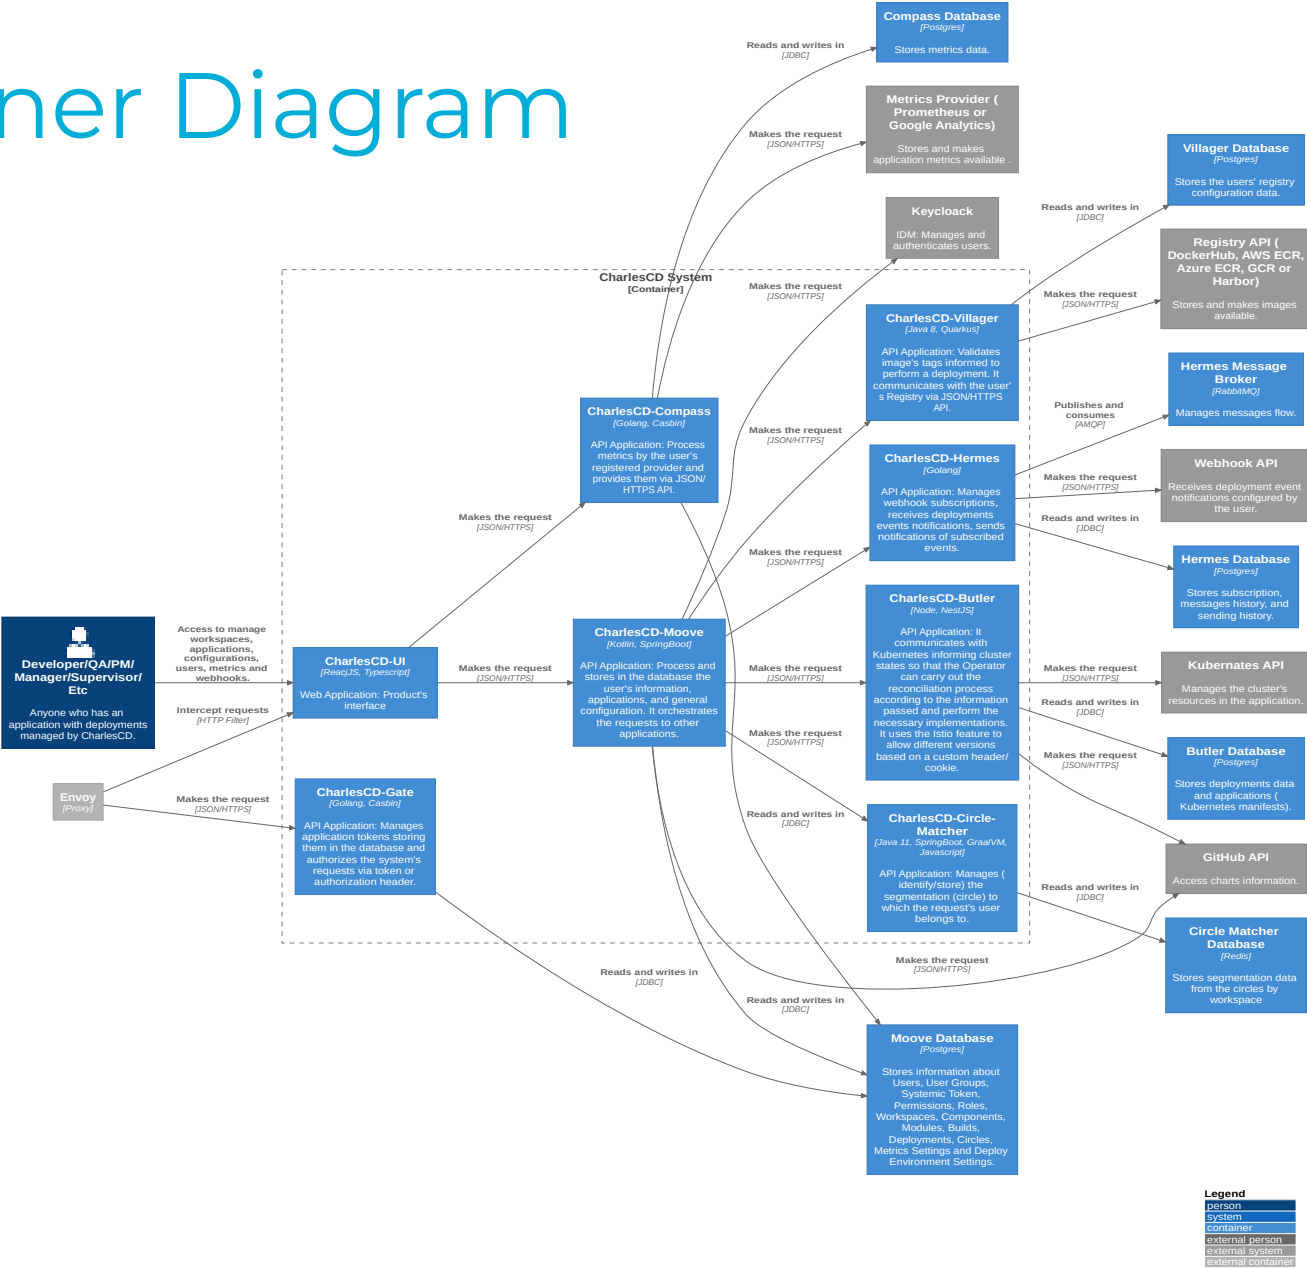 ner Diagram
Compass Database
[Postgres]
Stores metrics data.
Reads and writes in
[JDBC]
Metrics Provider (
Prometheus or
Google Analytics)
Stores and makes
application metrics available .
Makes the request
[JSON/HTTPS]
Keycloack
IDM: Manages and
authenticates users.
Villager Database
[Postgres]
Stores the users' registry
configuration data.
Reads and writes in
[JDBC]
Registry API (
DockerHub, AWS ECR,
Azure ECR, GCR or
Harbor)
Stores and makes images
available.
CharlesCD System
[Container]
Makes the request
[JSON/HTTPS]
Makes the request
[JSON/HTTPS]
CharlesCD-Villager
[Java 8, Quarkus]
API Application: Validates
image's tags informed to
perform a deployment. It
communicates with the user'
s Registry via JSON/HTTPS
API.
Hermes Message
Broker
[RabbitMQ]
Manages messages flow.
Publishes and
consumes
[AMQP]
CharlesCD-Compass
[Golang, Casbin]
API Application: Process
metrics by the user's
registered provider and
provides them via JSON/
HTTPS API.
Makes the request
[JSON/HTTPS]
CharlesCD-Hermes
[Golang]
API Application: Manages
webhook subscriptions,
receives deployments
events notifications, sends
notifications of subscribed
events.
Makes the request
[JSON/HTTPS]
Webhook API
Receives deployment event
notifications configured by
the user.
Makes the request
[JSON/HTTPS]
Reads and writes in
[JDBC]
Hermes Database
[Postgres]
Stores subscription,
messages history, and
sending history.
Makes the request
[JSON/HTTPS]
Developer/QA/PM/
Manager/Supervisor/
Etc
Anyone who has an
application with deployments
managed by CharlesCD.
Access to manage
workspaces,
applications,
configurations,
users, metrics and
webhooks.
CharlesCD-UI
[ReacjJS, Typescript]
Web Application: Product's
interface
Makes the request
[JSON/HTTPS]
CharlesCD-Moove
[Kotlin, SpringBoot]
API Application: Process and
stores in the database the
user's information,
applications, and general
configuration. It orchestrates
the requests to other
applications.
Makes the request
[JSON/HTTPS]
CharlesCD-Butler
[Node, NestJS]
API Application: It
communicates with
Kubernetes informing cluster
states so that the Operator
can carry out the
reconciliation process
according to the information
passed and perform the
necessary implementations.
It uses the Istio feature to
allow different versions
based on a custom header/
cookie.
Makes the request
[JSON/HTTPS]
Kubernates API
Manages the cluster's
resources in the application.
Reads and writes in
[JDBC]
Butler Database
[Postgres]
Stores deployments data
and applications (
Kubernetes manifests).
Makes the request
[JSON/HTTPS]
Intercept requests
[HTTP Filter]
Makes the request
[JSON/HTTPS]
Envoy
[Proxy]
Makes the request
[JSON/HTTPS]
CharlesCD-Gate
[Golang, Casbin]
API Application: Manages
application tokens storing
them in the database and
authorizes the system's
requests via token or
authorization header.
Reads and writes in
[JDBC]
CharlesCD-Circle-
Matcher
[Java 11, SpringBoot, GraalVM,
Javascript]
API Application: Manages (
identify/store) the
segmentation (circle) to
which the request's user
belongs to.
GitHub API
Access charts information.
Reads and writes in
[JDBC]
Circle Matcher
Database
[Redis]
Stores segmentation data
from the circles by
workspace
Makes the request
[JSON/HTTPS]
Reads and writes in
[JDBC]
Reads and writes in
[JDBC]
Moove Database
[Postgres]
Stores information about
Users, User Groups,
Systemic Token,
Permissions, Roles,
Workspaces, Components,
Modules, Builds,
Deployments, Circles,
Metrics Settings and Deploy
Environment Settings.
Legend
person
system
container
external person
external system
external container